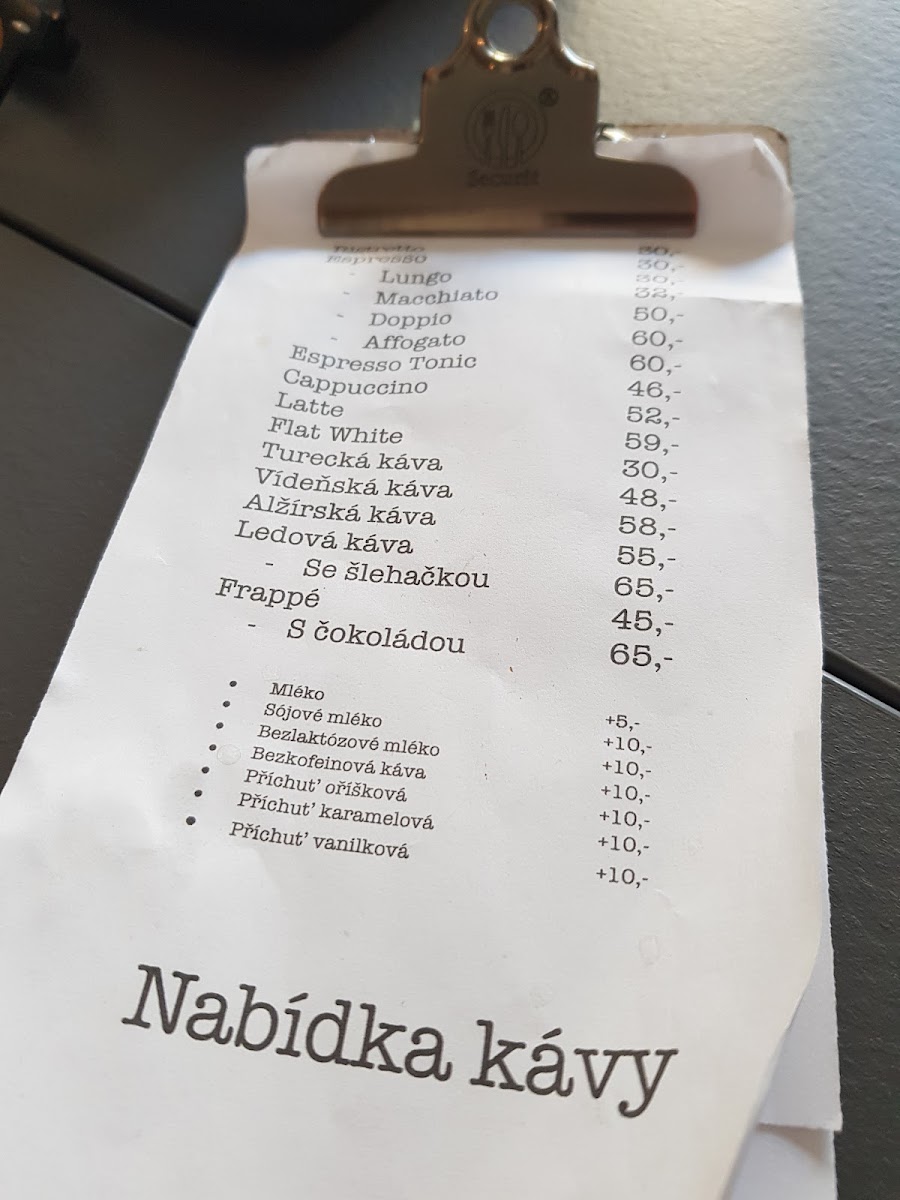 Securit
Ristretto 30,-
Espresso 30,-
- Lungo 30,-
- Macchiato 32,-
- Doppio 50,-
- Affogato 60,-
Espresso Tonic 60,-
Cappuccino 46,-
Latte 52,-
Flat White 59,-
Turecká káva 30,-
Vídeňská káva 48,-
Alžírská káva 58,-
Ledová káva 55,-
- Se šlehačkou 65,-
Frappé 45,-
- S čokoládou 65,-
• Mléko +5,-
• Sójové mléko +10,-
• Bezlaktózové mléko +10,-
• Bezkofeinová káva +10,-
• Příchuť oříšková +10,-
• Příchuť karamelová +10,-
• Příchuť vanilková +10,-
Nabídka kávy